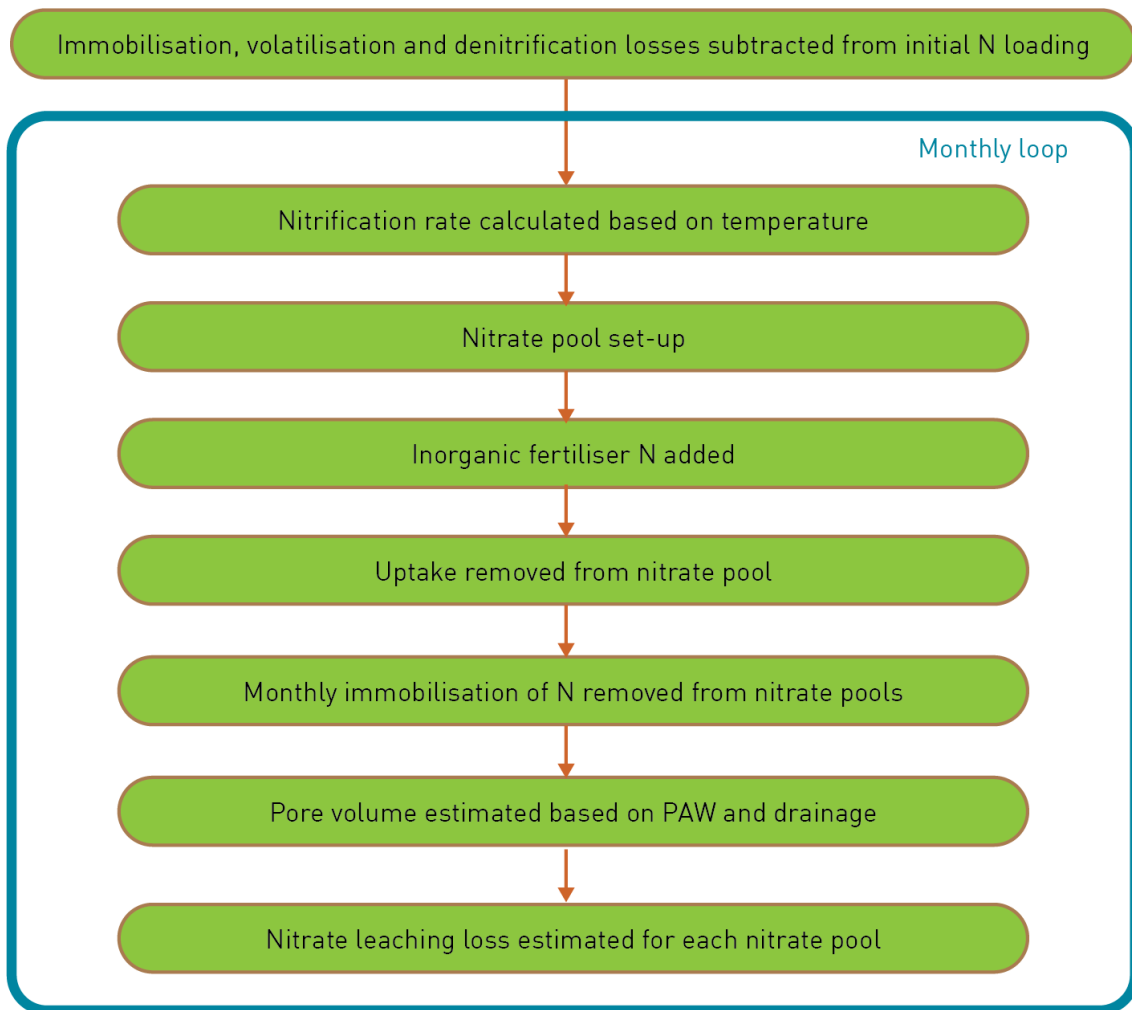 Immobilisation, volatilisation and denitrification losses subtracted from initial N loading
Monthly loop
Nitrification rate calculated based on temperature
Nitrate pool set-up
Inorganic fertiliser N added
Uptake removed from nitrate pool
Monthly immobilisation of N removed from nitrate pools
Pore volume estimated based on PAW and drainage
Nitrate leaching loss estimated for each nitrate pool